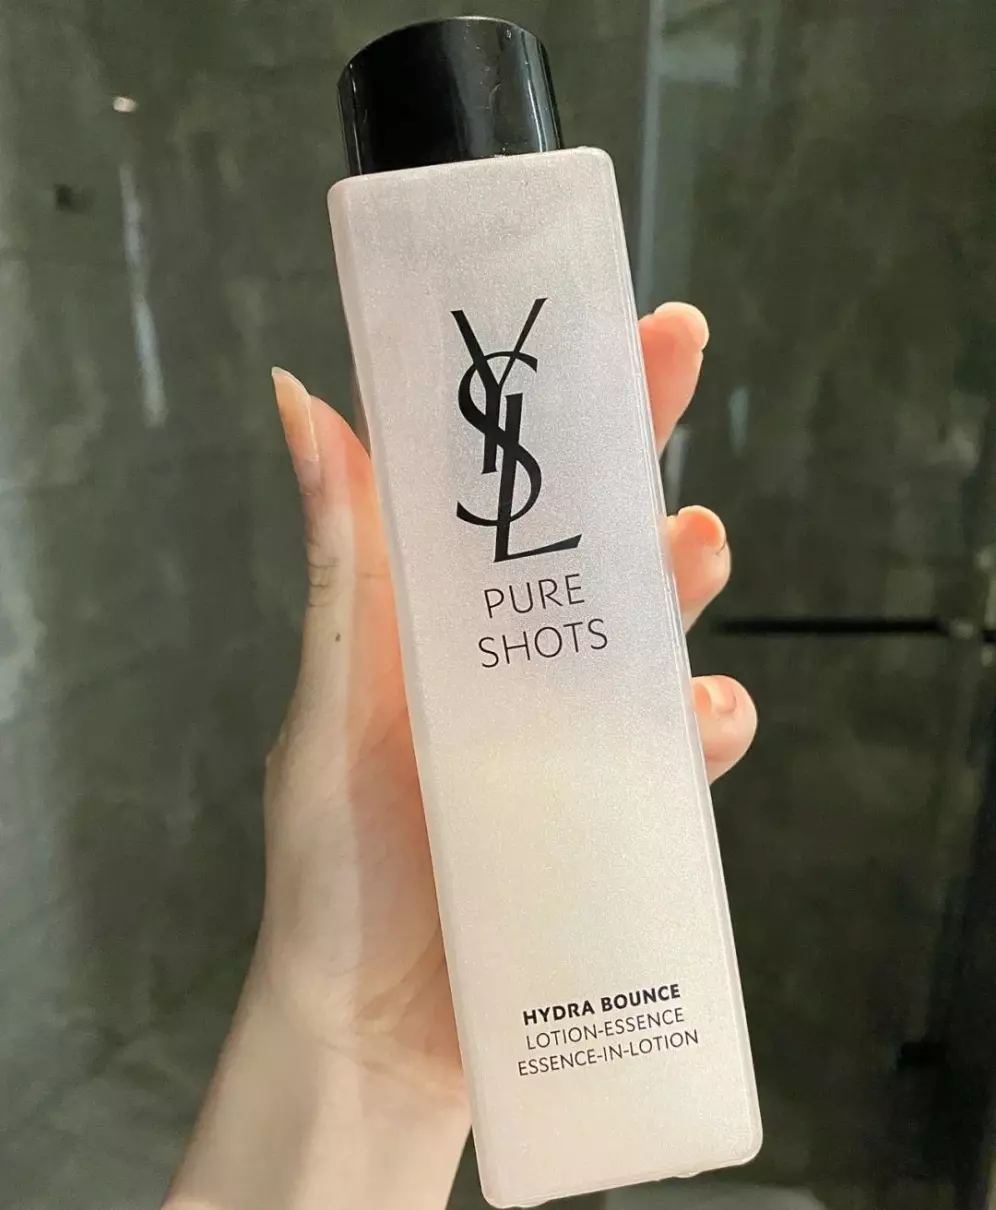 YSL
PURE
SHOTS
HYDRA BOUNCE
LOTION-ESSENCE
ESSENCE-IN-LOTION